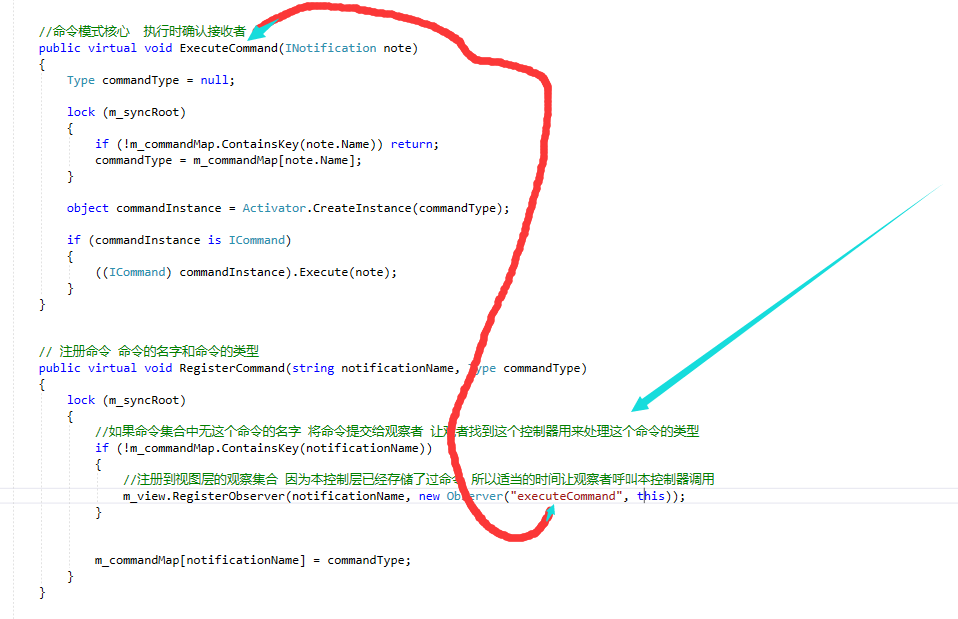 //命令模式核心  执行时确认接收者
public virtual void ExecuteCommand(INotification note)
{
Type commandType = null;
lock (m_syncRoot)
{
if (!m_commandMap.ContainsKey(note.Name)) return;
commandType = m_commandMap[note.Name];
}
object commandInstance = Activator.CreateInstance(commandType);
if (commandInstance is ICommand)
{
((ICommand) commandInstance).Execute(note);
}
}
// 注册命令 命令的名字和命令的类型
public virtual void RegisterCommand(string notificationName, Type commandType)
{
lock (m_syncRoot)
{
//如果命令集合中无这个命令的名字 将命令提交给观察者 让观者找到这个控制器用来处理这个命令的类型
if (!m_commandMap.ContainsKey(notificationName))
{
//注册到视图层的观察集合 因为本控制层已经存储了过命令 所以适当的时间让观察者呼叫本控制器调用
m_view.RegisterObserver(notificationName, new Observer("executeCommand", this));
}
m_commandMap[notificationName] = commandType;
}
}